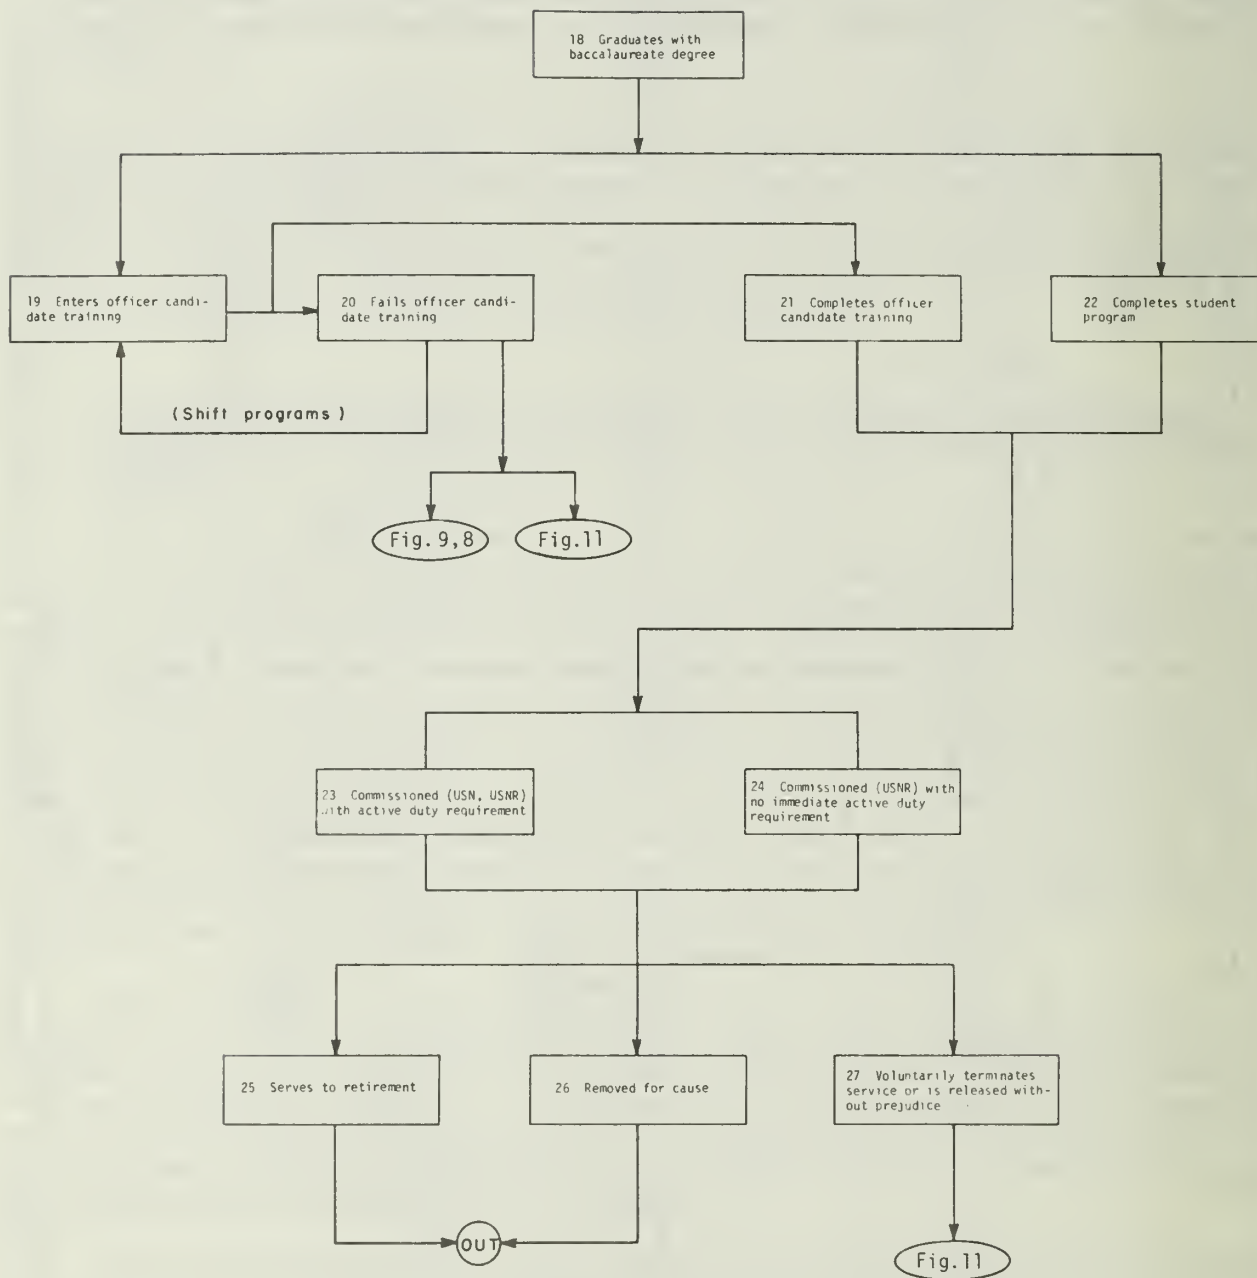 18 Graduates with
baccalaureate degree
19 Enters officer candi-
date training
20 Fails officer candi-
date training
21 Completes officer
candidate training
22 Completes student
program
(Shift programs)
Fig. 9,8
Fig.11
23 Commissioned (USN, USNR)
with active duty requirement
24 Commissioned (USNR) with
no immediate active duty
requirement
25 Serves to retirement
26 Removed for cause
27 Voluntarily terminates
service or is released with-
out prejudice
OUT
Fig.11